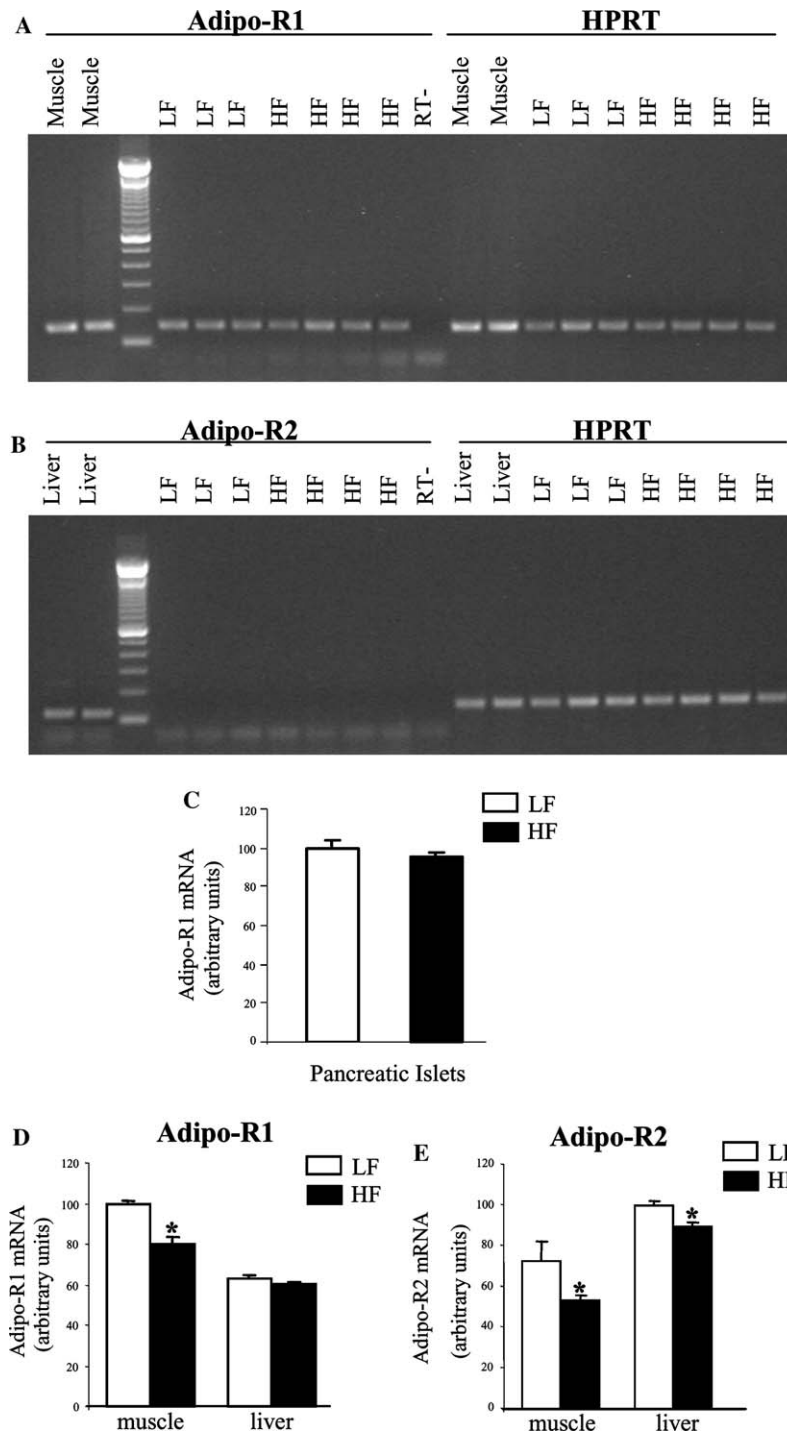 A Adipo-R1 HPRT
Muscle Muscle LF LF LF HF HF HF HF RT- Muscle Muscle LF LF LF HF HF HF HF
B Adipo-R2 HPRT
Liver Liver LF LF LF HF HF HF HF RT- Liver Liver LF LF LF HF HF HF HF
C
LF
HF
Adipo-R1 mRNA
(arbitrary units)
120
100
80
60
40
20
0
Pancreatic Islets
D Adipo-R1
LF
HF
Adipo-R1 mRNA
(arbitrary units)
120
100
80
60
40
20
0
*
muscle liver
E Adipo-R2
LF
HF
Adipo-R2 mRNA
(arbitrary units)
120
100
80
60
40
20
0
* *
muscle liver